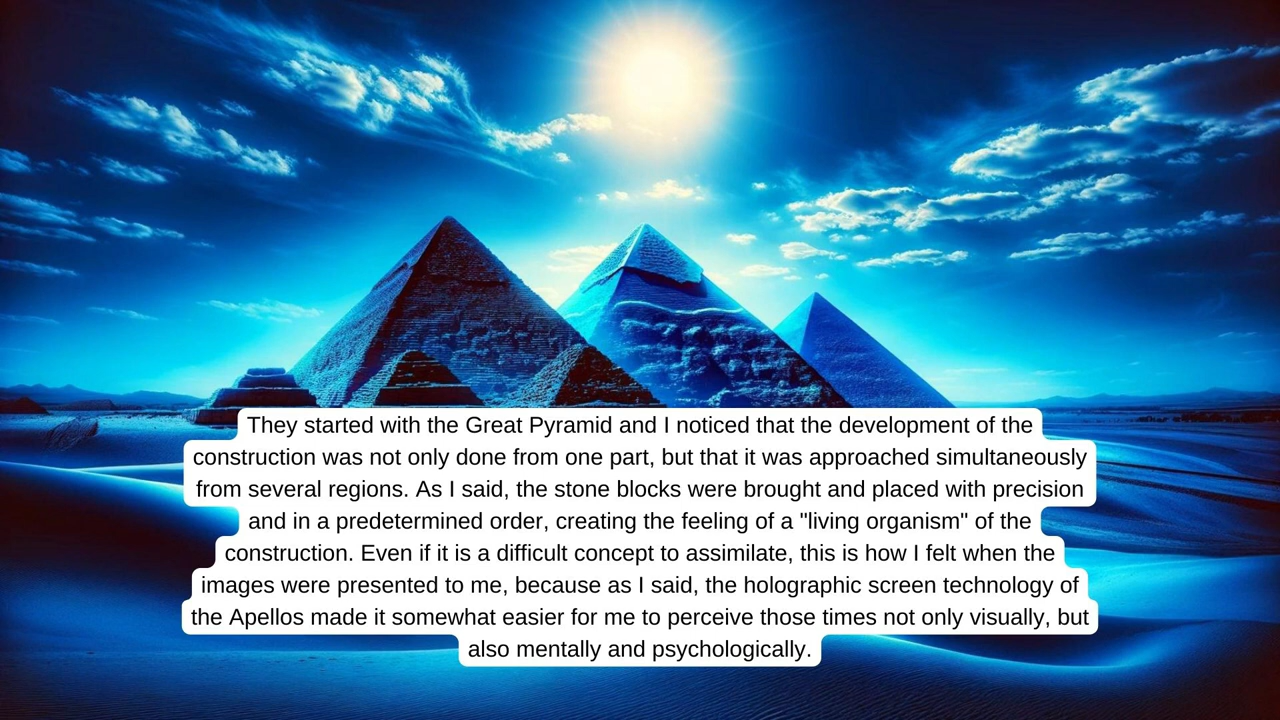 They started with the Great Pyramid and I noticed that the development of the
construction was not only done from one part, but that it was approached simultaneously
from several regions. As I said, the stone blocks were brought and placed with precision
and in a predetermined order, creating the feeling of a "living organism" of the
construction. Even if it is a difficult concept to assimilate, this is how I felt when the
images were presented to me, because as I said, the holographic screen technology of
the Apellos made it somewhat easier for me to perceive those times not only visually, but
also mentally and psychologically.